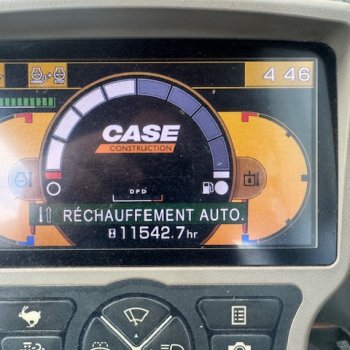 4 46
CASE
CONSTRUCTION
DPD
RÉCHAUFFEMENT AUTO.
11542.7hr